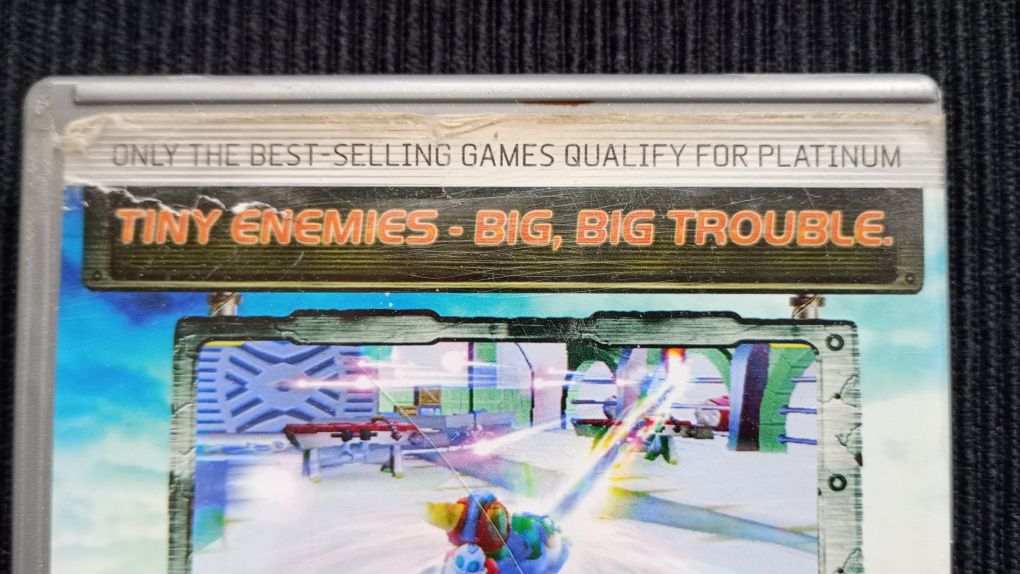 ONLY THE BEST-SELLING GAMES QUALIFY FOR PLATINUM
TINY ENEMIES - BIG, BIG TROUBLE.